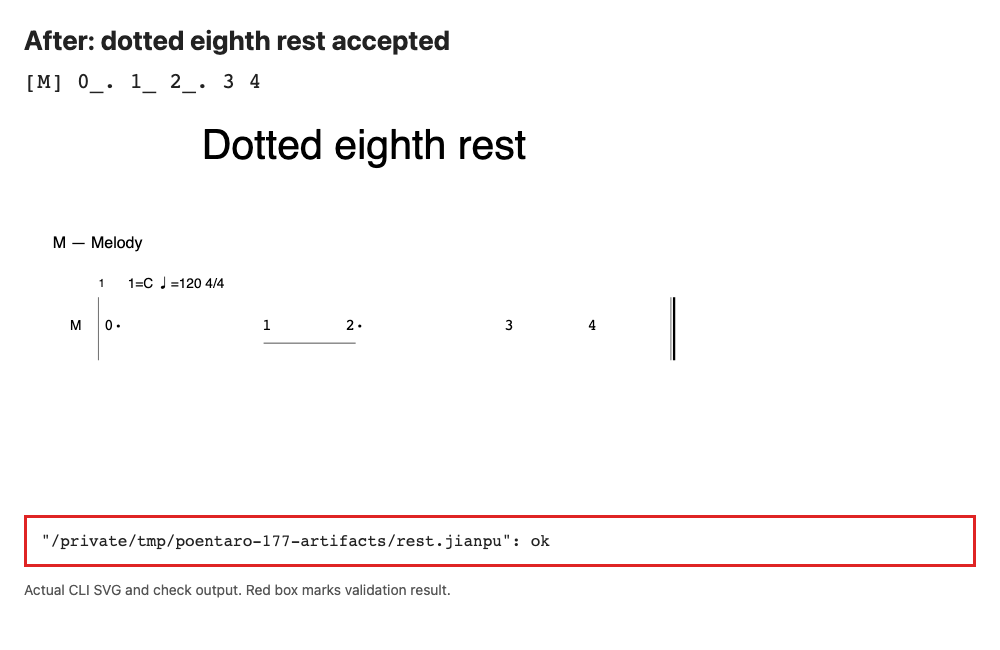 After: dotted eighth rest accepted
[M] 0_. 1_ 2_. 3 4
Dotted eighth rest
M — Melody
1 1=C ♩=120 4/4
M 0· 1 2· 3 4
"/private/tmp/poentaro-177-artifacts/rest.jianpu": ok
Actual CLI SVG and check output. Red box marks validation result.